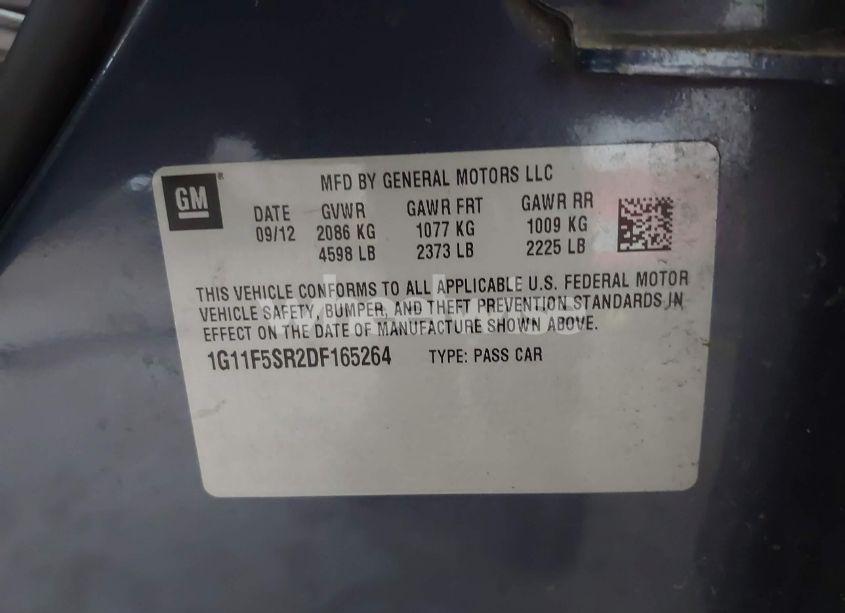 GM ®
MFD BY GENERAL MOTORS LLC
DATE GVWR GAWR FRT GAWR RR
09/12 2086 KG 1077 KG 1009 KG
4598 LB 2373 LB 2225 LB
THIS VEHICLE CONFORMS TO ALL APPLICABLE U.S. FEDERAL MOTOR
VEHICLE SAFETY, BUMPER, AND THEFT PREVENTION STANDARDS IN
EFFECT ON THE DATE OF MANUFACTURE SHOWN ABOVE.
1G11F5SR2DF165264 TYPE: PASS CAR